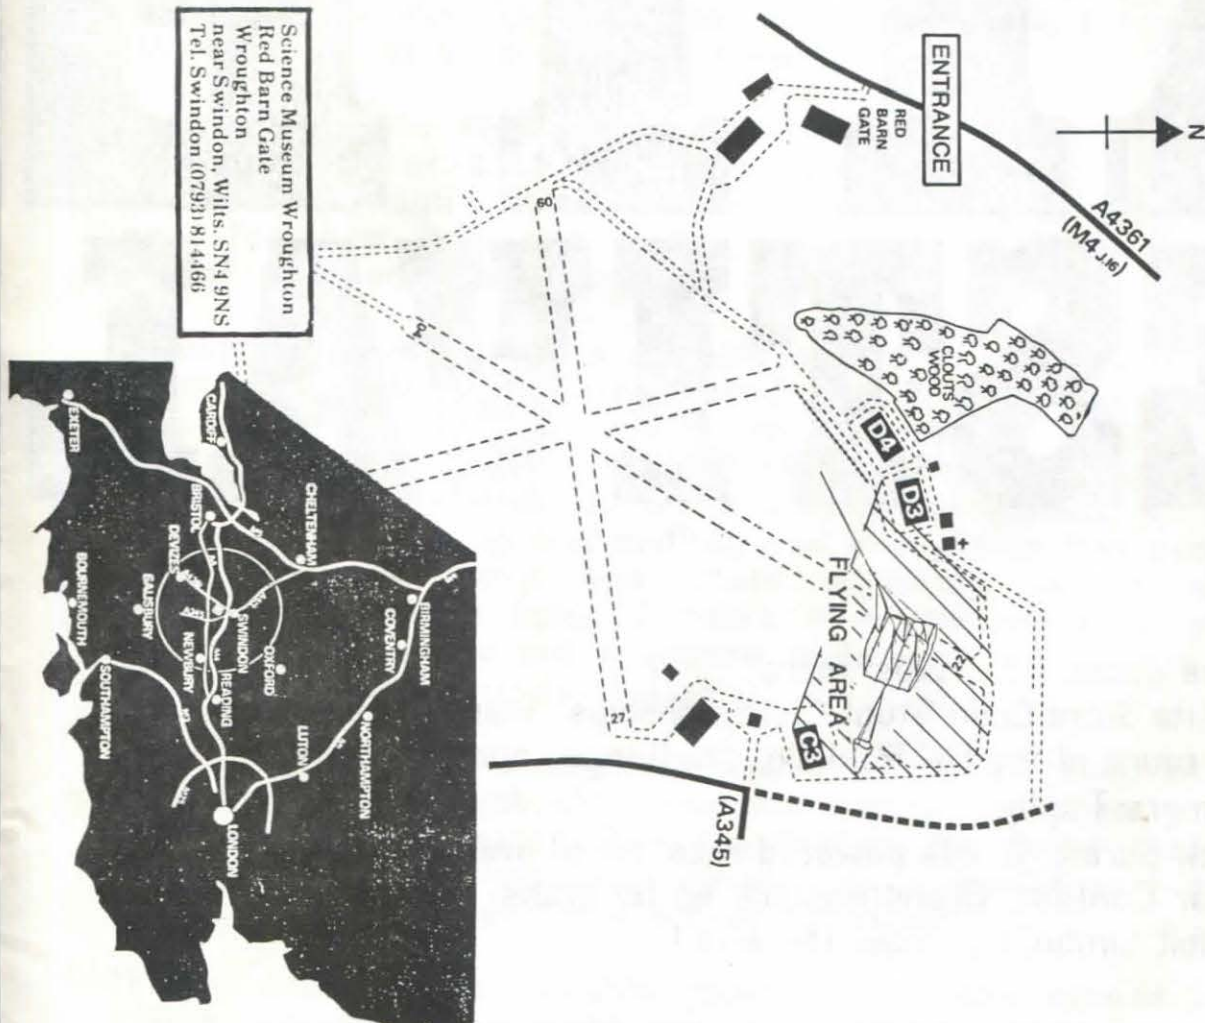 N
A4361
(M4 J.16)
ENTRANCE
RED
BARN
GATE
CLOUTS
WOOD
D4
D3
FLYING AREA
22
C3
(A345)
09
27
Science Museum Wroughton
Red Barn Gate
Wroughton
near Swindon, Wilts. SN4 9NS
Tel. Swindon (0793) 814466
BIRMINGHAM
COVENTRY
NORTHAMPTON
CHELTENHAM
LUTON
OXFORD
CARDIFF
SWINDON
READING
LONDON
BRISTOL
NEWBURY
DEVIZES
SALISBURY
SOUTHAMPTON
BOURNEMOUTH
EXETER